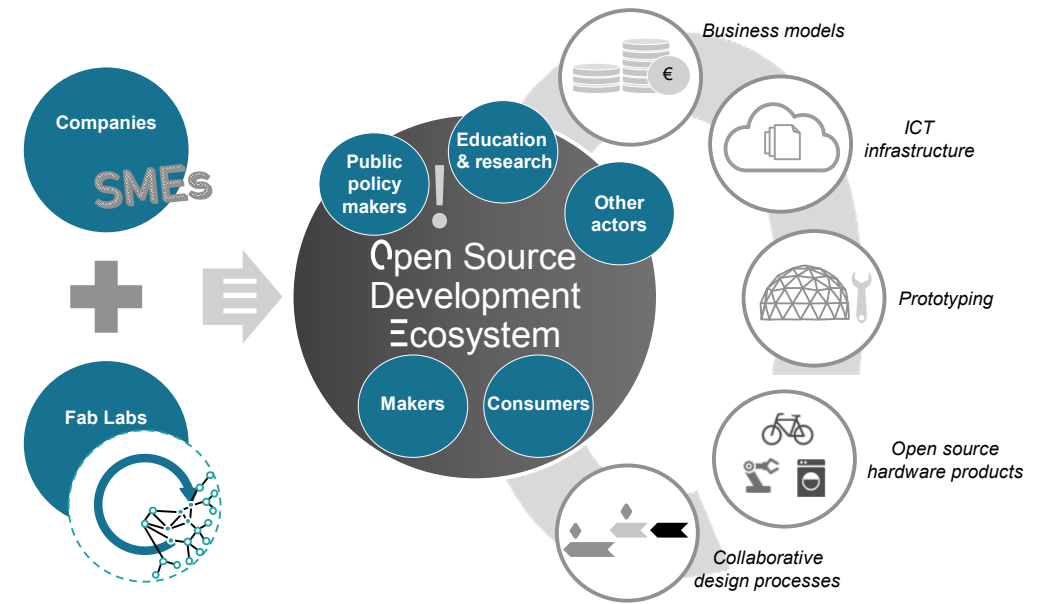 Companies
SMEs
Fab Labs
Public
policy
makers
Education
& research
Other
actors
!
Open Source
Development
Ecosystem
Makers
Consumers
Business models
€
ICT
infrastructure
Prototyping
Open source
hardware products
Collaborative
design processes